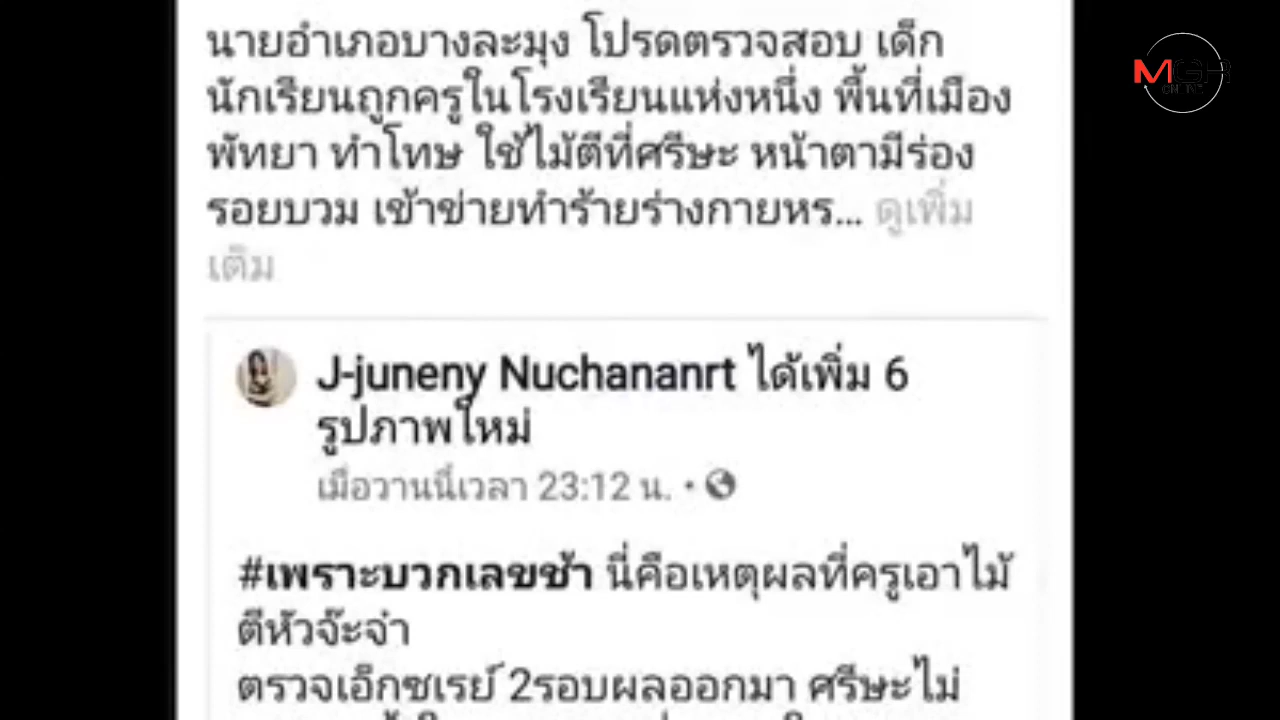 นายอำเภอบางละมุง โปรดตรวจสอบ เด็ก
นักเรียนถูกครูในโรงเรียนแห่งหนึ่ง พื้นที่เมือง
พัทยา ทำโทษ ใช้ไม้ตีที่ศรีษะ หน้าตามีร่อง
รอยบวม เข้าข่ายทำร้ายร่างกายหร... ดูเพิ่ม
เติม
J-juneny Nuchananrt ได้เพิ่ม 6
รูปภาพใหม่
เมื่อวานนี้เวลา 23:12 น. •
#เพราะบวกเลขช้า นี่คือเหตุผลที่ครูเอาไม้
ตีหัวจ๊ะจ๋า
ตรวจเอ็กซเรย์ 2รอบผลออกมา ศรีษะไม่
MGR
ONLINE